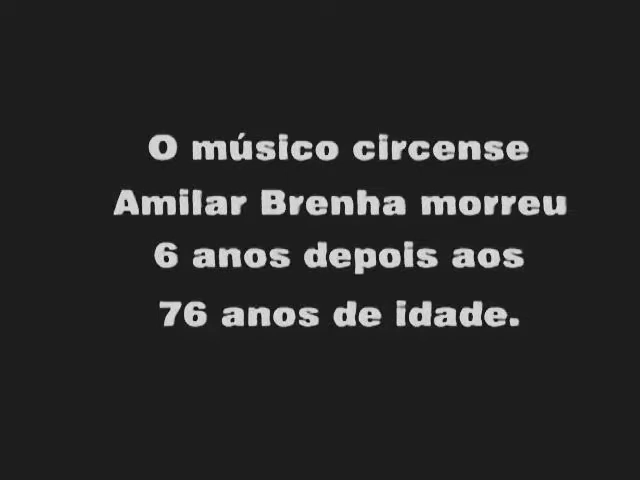 O músico circense
Amilar Brenha morreu
6 anos depois aos
76 anos de idade.